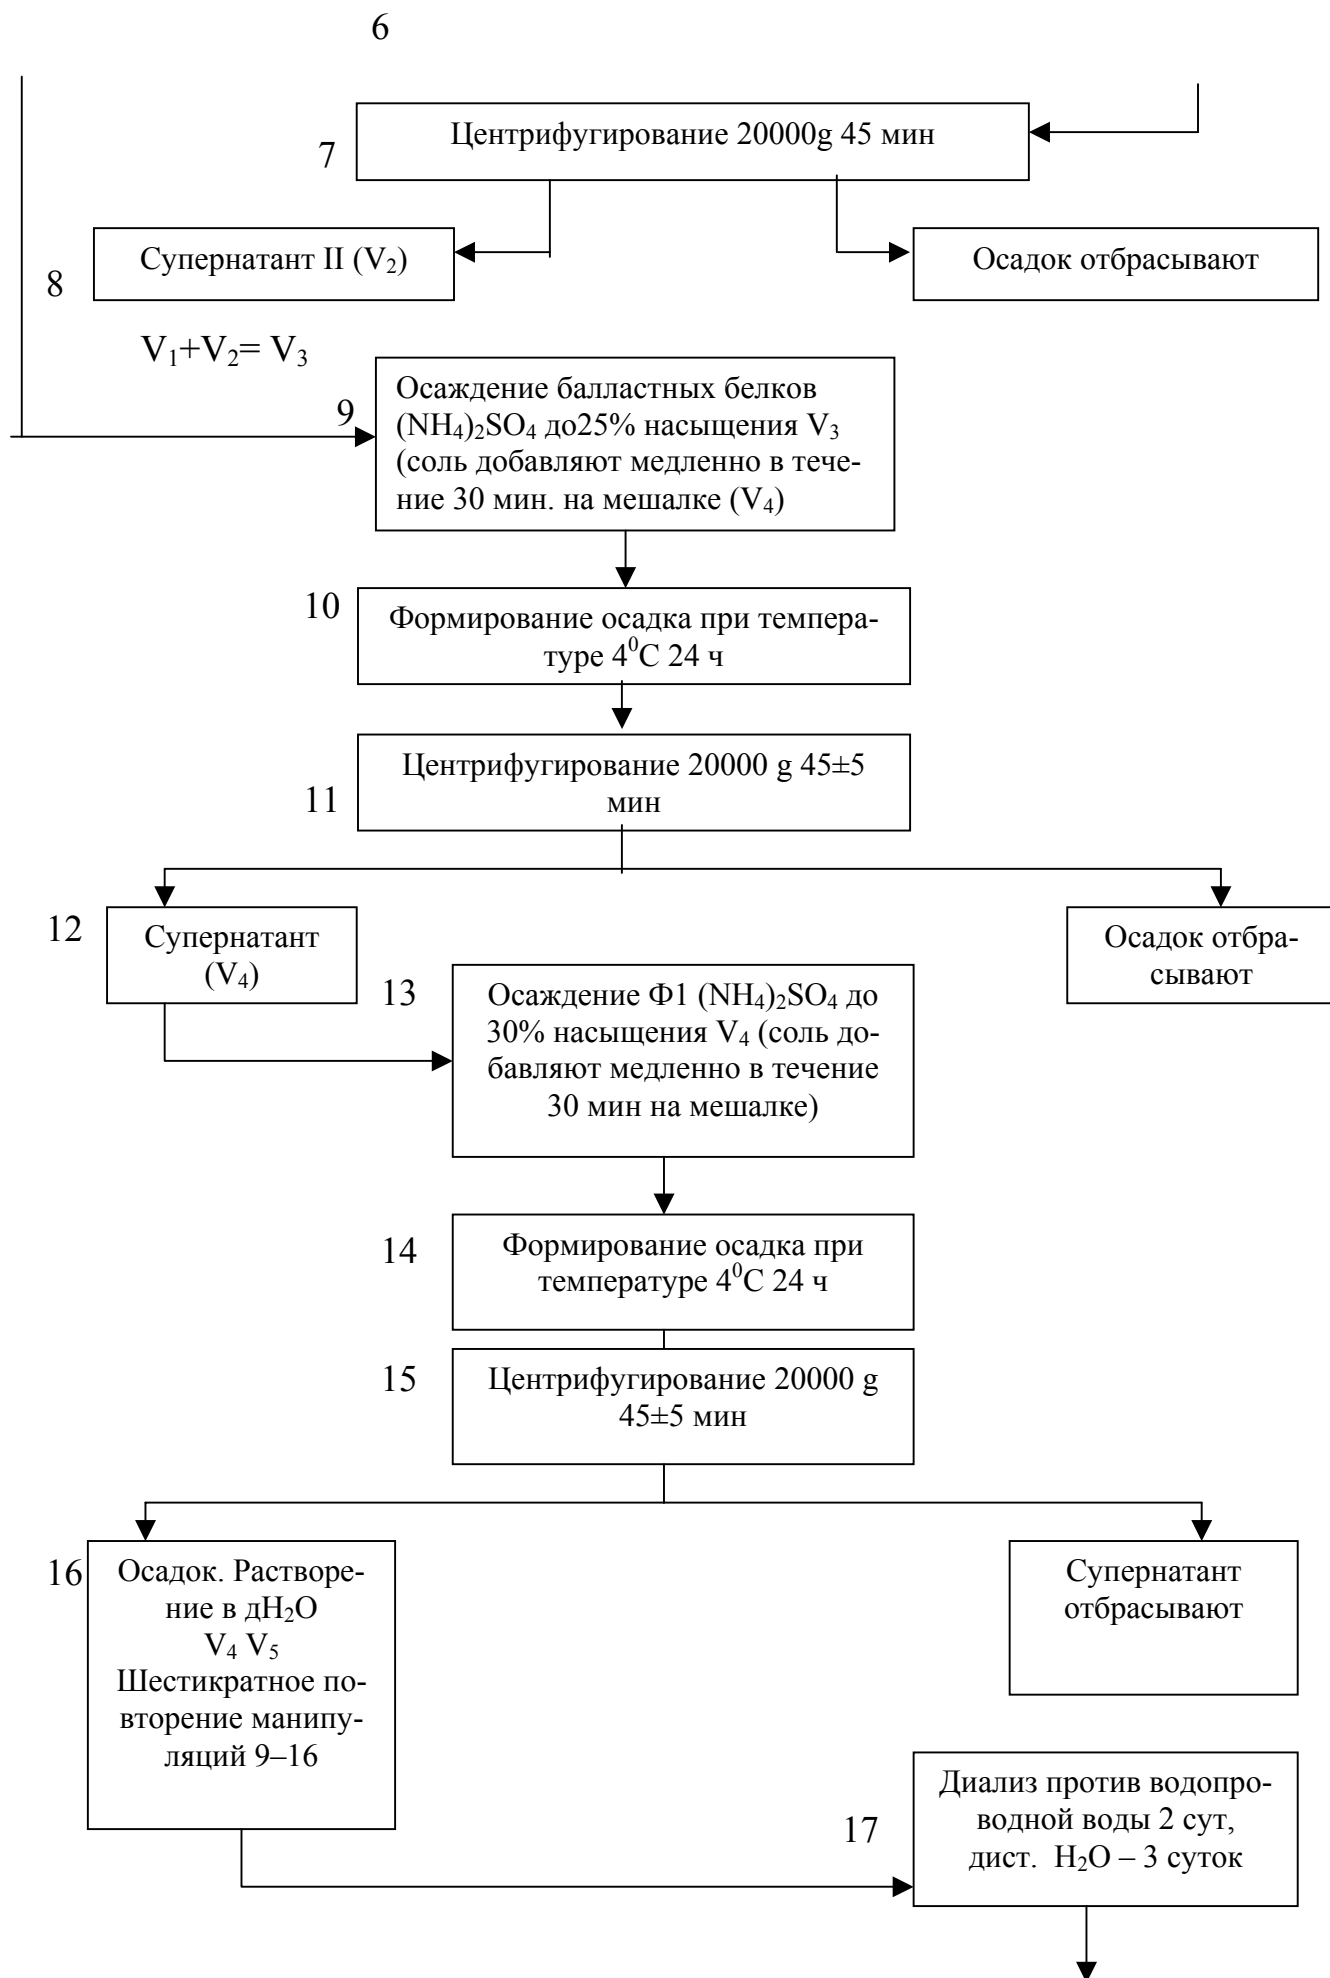 6
Центрифугирование 20000g 45 мин
7
Супернатант II (V₂)
Осадок отбрасывают
8
V₁+V₂= V₃
Осаждение балластных белков
9
(NH₄)₂SO₄ до25% насыщения V₃
(соль добавляют медленно в тече-
ние 30 мин. на мешалке (V₄)
10
Формирование осадка при темпера-
туре 4⁰С 24 ч
Центрифугирование 20000 g 45±5
мин
11
12
Супернатант
(V₄)
Осадок отбра-
сывают
13
Осаждение Ф1 (NH₄)₂SO₄ до
30% насыщения V₄ (соль до-
бавляют медленно в течение
30 мин на мешалке)
14
Формирование осадка при
температуре 4⁰С 24 ч
15
Центрифугирование 20000 g
45±5 мин
16
Осадок. Растворе-
ние в дН₂О
V₄ V₅
Шестикратное по-
вторение манипу-
ляций 9–16
Супернатант
отбрасывают
17
Диализ против водопро-
водной воды 2 сут,
дист.  Н₂О – 3 суток